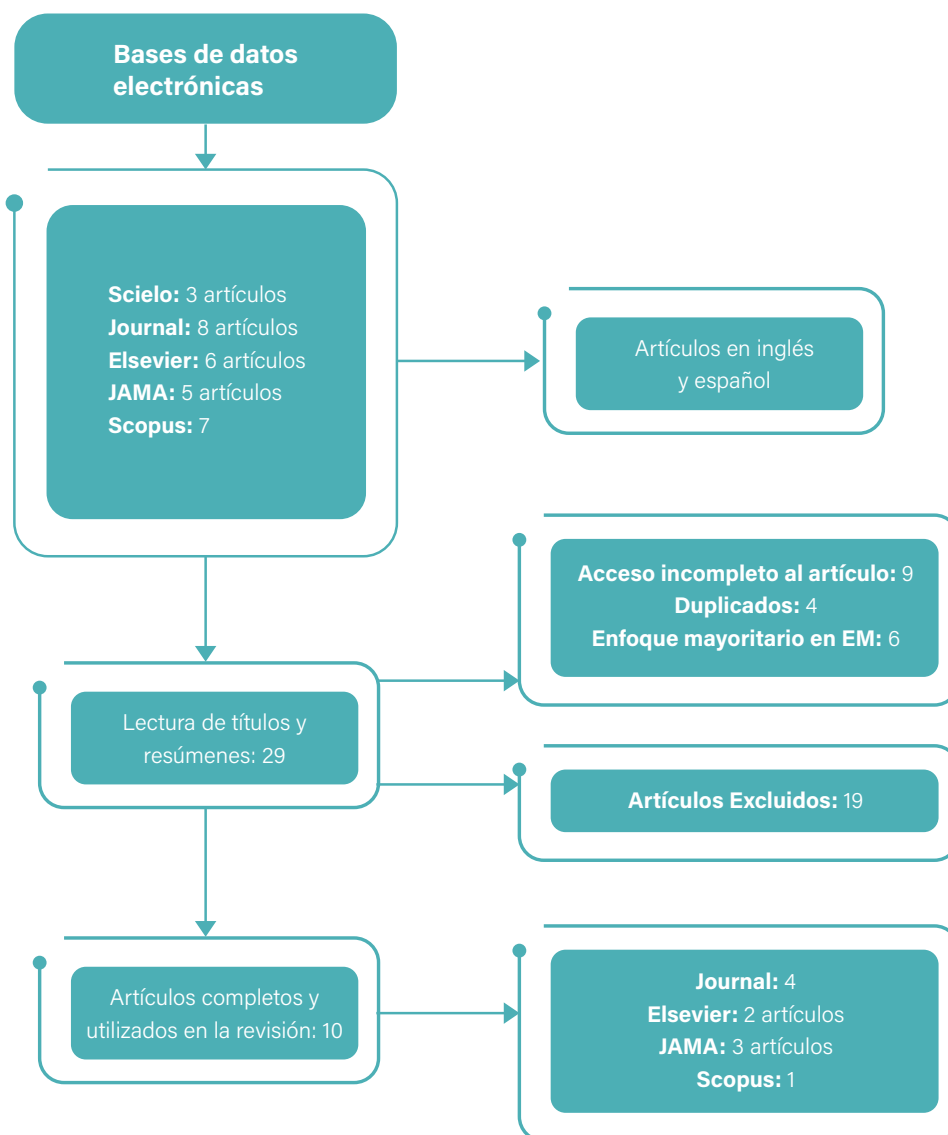 Bases de datos
electrónicas
Scielo: 3 artículos
Journal: 8 artículos
Elsevier: 6 artículos
JAMA: 5 artículos
Scopus: 7
Artículos en inglés
y español
Acceso incompleto al artículo: 9
Duplicados: 4
Enfoque mayoritario en EM: 6
Lectura de títulos y
resúmenes: 29
Artículos Excluidos: 19
Artículos completos y
utilizados en la revisión: 10
Journal: 4
Elsevier: 2 artículos
JAMA: 3 artículos
Scopus: 1